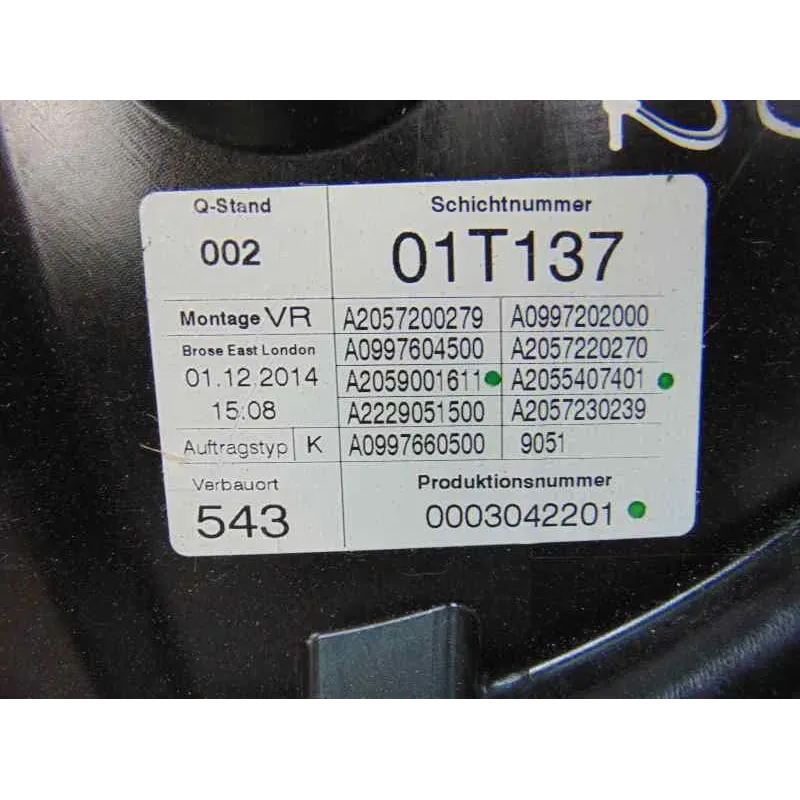 Q-Stand
002
Schichtnummer
01T137
Montage VR
Brose East London
01.12.2014
15:08
Auftragstyp K
A2057200279 A0997202000
A0997604500 A2057220270
A2059001611 A2055407401
A2229051500 A2057230239
A0997660500 9051
Verbauort
543
Produktionsnummer
0003042201